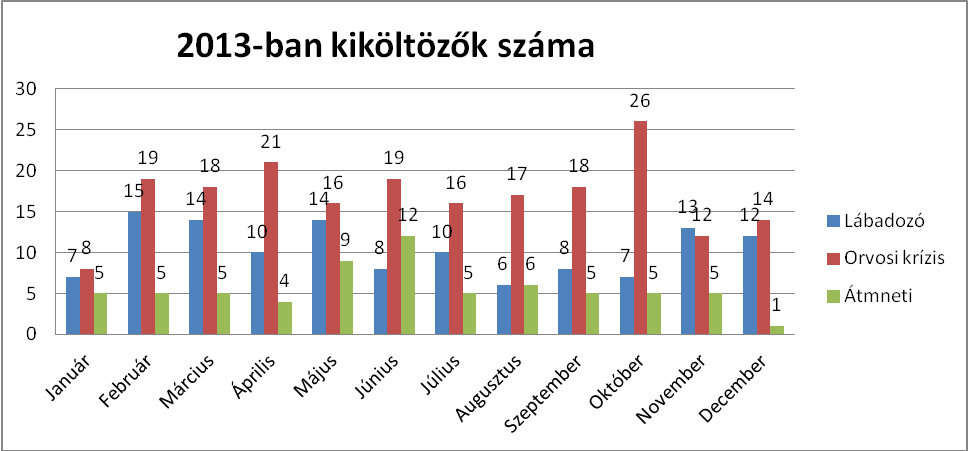 2013-ban kiköltözők száma
30
25
20
15
10
5
0
7 8 5
15 19 5
14 18 5
10 21 4
14 16 9
8 19 12
10 16 5
6 17 6
8 18 5
7 26 5
13 12 5
12 14 1
Január
Február
Március
Április
Május
Június
Július
Augusztus
Szeptember
Október
November
December
Lábadozó
Orvosi krízis
Átmneti